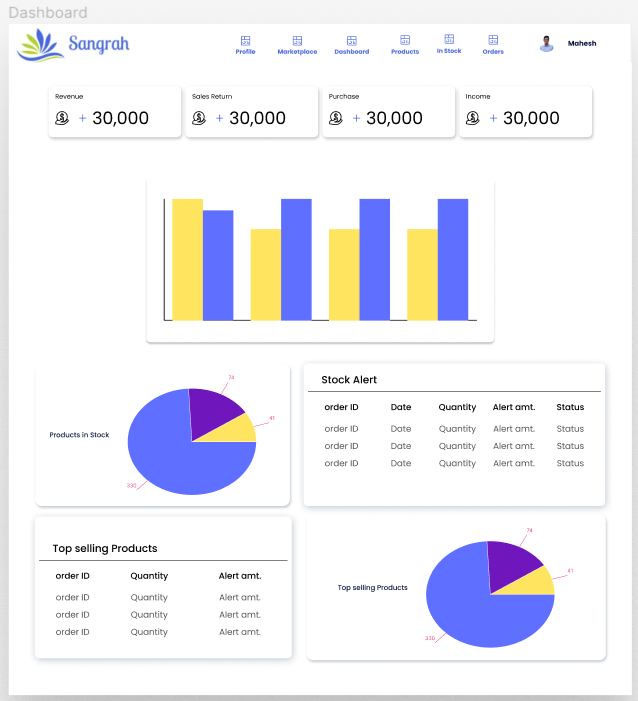 Dashboard
Sangrah
Profile Marketplace Dashboard Products In Stock Orders Mahesh
Revenue Sales Return Purchase Income
+ 30,000 + 30,000 + 30,000 + 30,000
74
41
Products in Stock
330
Stock Alert
order ID Date Quantity Alert amt. Status
order ID Date Quantity Alert amt. Status
order ID Date Quantity Alert amt. Status
order ID Date Quantity Alert amt. Status
Top selling Products
order ID Quantity Alert amt.
order ID Quantity Alert amt.
order ID Quantity Alert amt.
order ID Quantity Alert amt.
74
41
Top selling Products
330